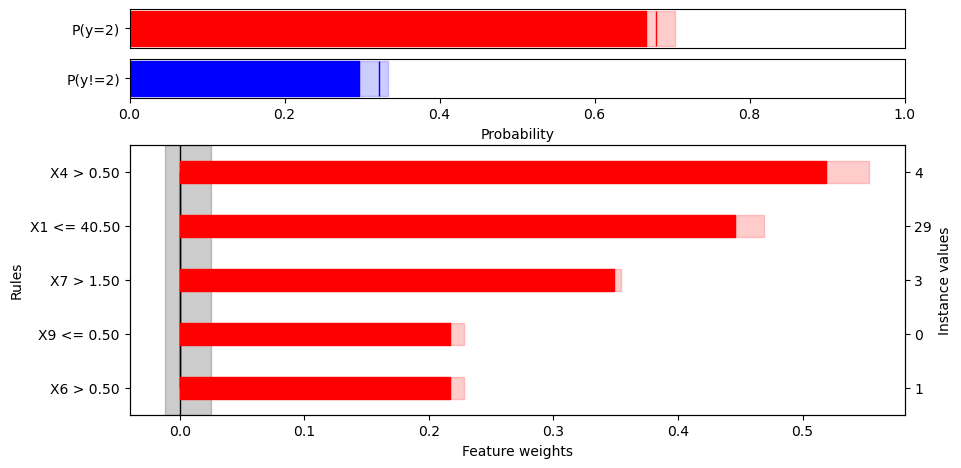 P(y=2)
P(y!=2)
0.0 0.2 0.4 0.6 0.8 1.0
Probability
X4 > 0.50 4
X1 <= 40.50 29
X7 > 1.50 3
X9 <= 0.50 0
X6 > 0.50 1
Rules
Instance values
0.0 0.1 0.2 0.3 0.4 0.5
Feature weights